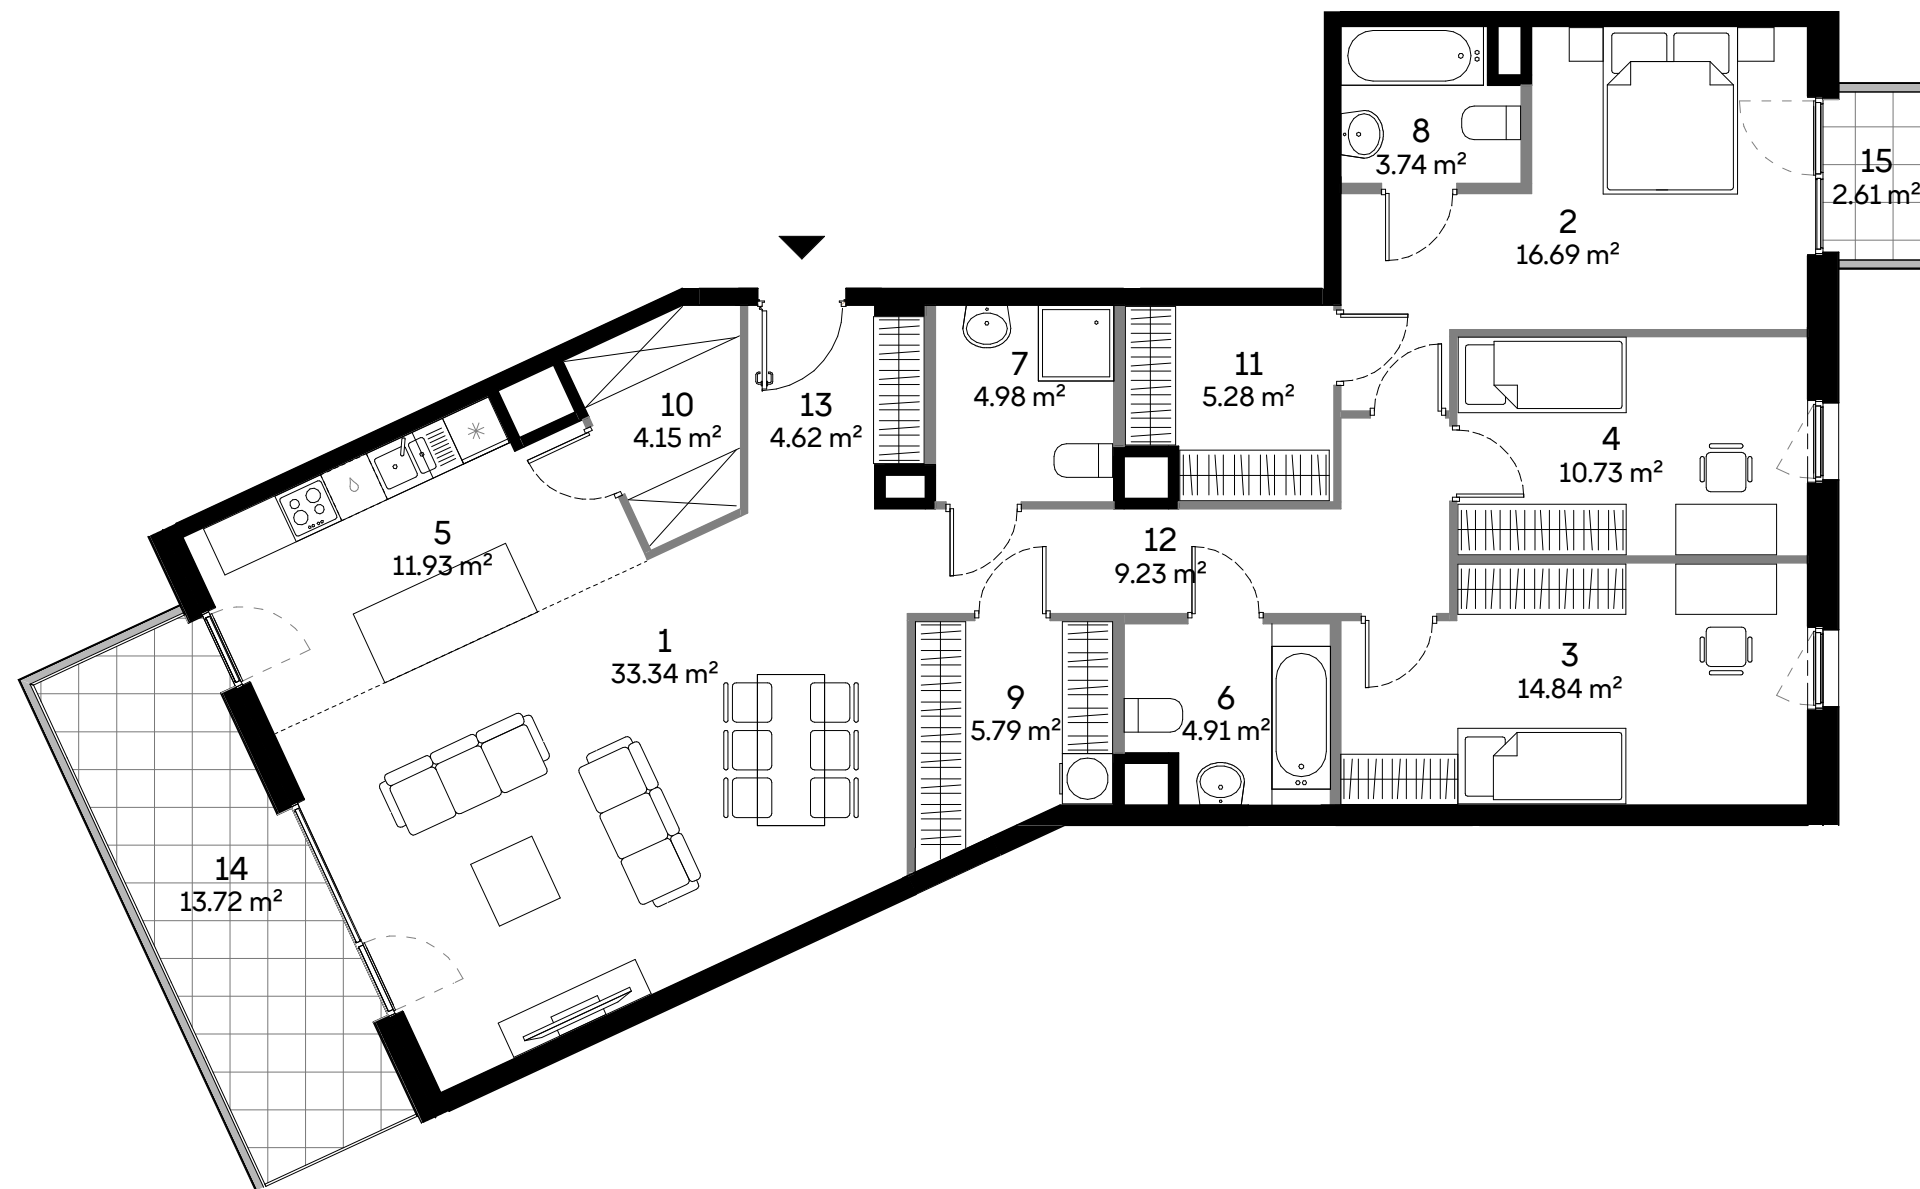 8
3.74 m²
15
2.61 m²
2
16.69 m²
7
4.98 m²
11
5.28 m²
10
4.15 m²
13
4.62 m²
4
10.73 m²
5
11.93 m²
12
9.23 m²
1
33.34 m²
3
14.84 m²
9
5.79 m²
6
4.91 m²
14
13.72 m²